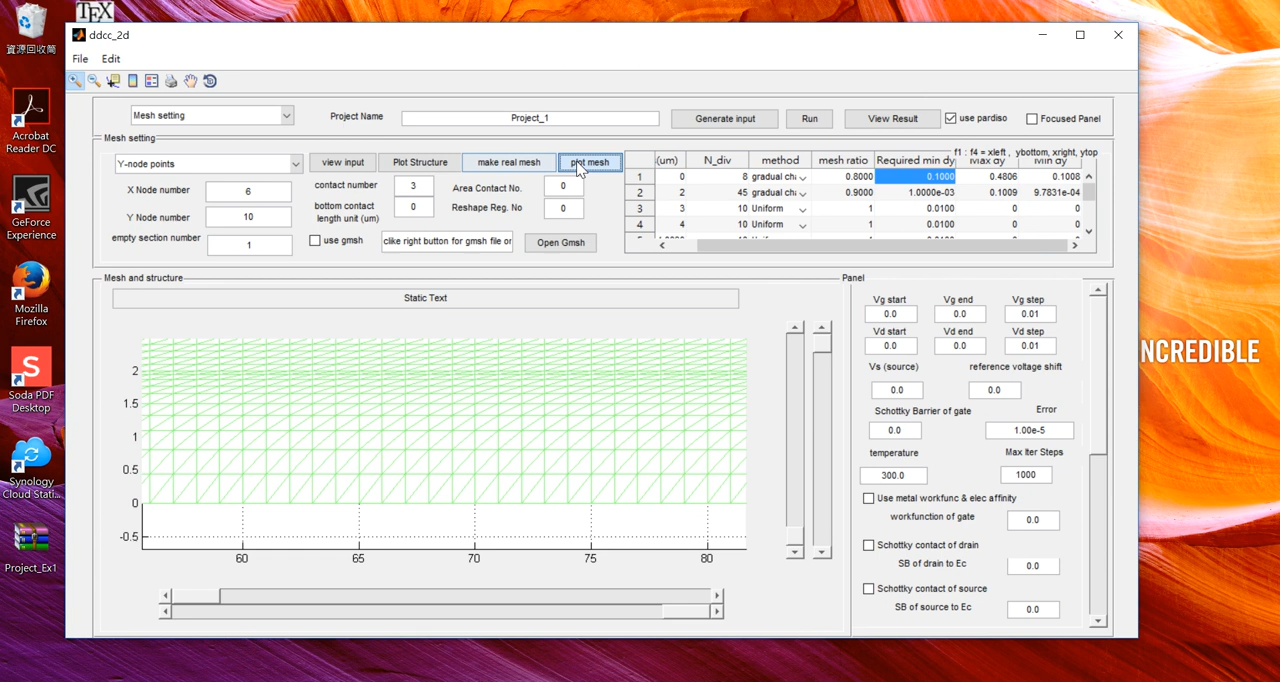 TEX
資源回收筒
Acrobat
Reader DC
GeForce
Experience
Mozilla
Firefox
Soda PDF
Desktop
Synology
Cloud Stati...
Project_Ex1
NCREDIBLE
ddcc_2d
File Edit
Mesh setting Project Name Project_1 Generate input Run View Result use pardiso Focused Panel
Mesh setting
f1 : f4 = xleft , ybottom, xright, ytop
Y-node points view input Plot Structure make real mesh plot mesh
X Node number 6 contact number 3 Area Contact No. 0
Y Node number 10 bottom contact
length unit (um) 0 Reshape Reg. No 0
empty section number 1 use gmsh clike right button for gmsh file or Open Gmsh
(um) N_div method mesh ratio Required min dy Max dy Min dy
1 0 8 gradual cha 0.8000 0.1000 0.4806 0.1008
2 2 45 gradual cha 0.9000 1.0000e-03 0.1009 9.7831e-04
3 3 10 Uniform 1 0.0100 0 0
4 4 10 Uniform 1 0.0100 0 0
Mesh and structure
Static Text
2
1.5
1
0.5
0
-0.5
60 65 70 75 80
Panel
Vg start Vg end Vg step
0.0 0.0 0.01
Vd start Vd end Vd step
0.0 0.0 0.01
Vs (source) reference voltage shift
0.0 0.0
Schottky Barrier of gate Error
0.0 1.00e-5
temperature Max Iter Steps
300.0 1000
Use metal workfunc & elec affinity
workfunction of gate 0.0
Schottky contact of drain
SB of drain to Ec 0.0
Schottky contact of source
SB of source to Ec 0.0